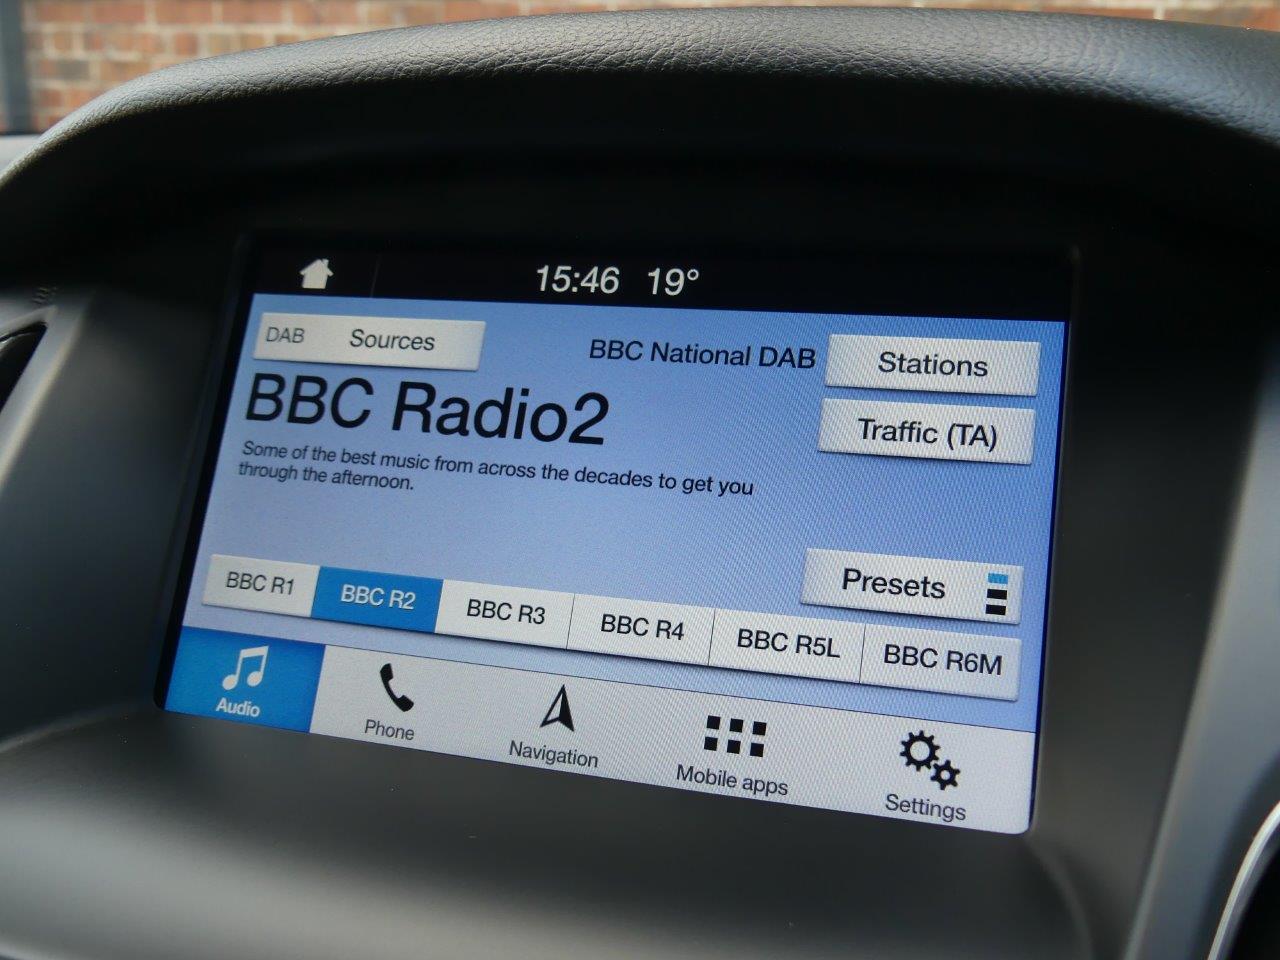 15:46 19°
DAB Sources
BBC National DAB
Stations
BBC Radio2
Traffic (TA)
Some of the best music from across the decades to get you
through the afternoon.
Presets
BBC R1 BBC R2 BBC R3 BBC R4 BBC R5L BBC R6M
Audio Phone Navigation Mobile apps Settings